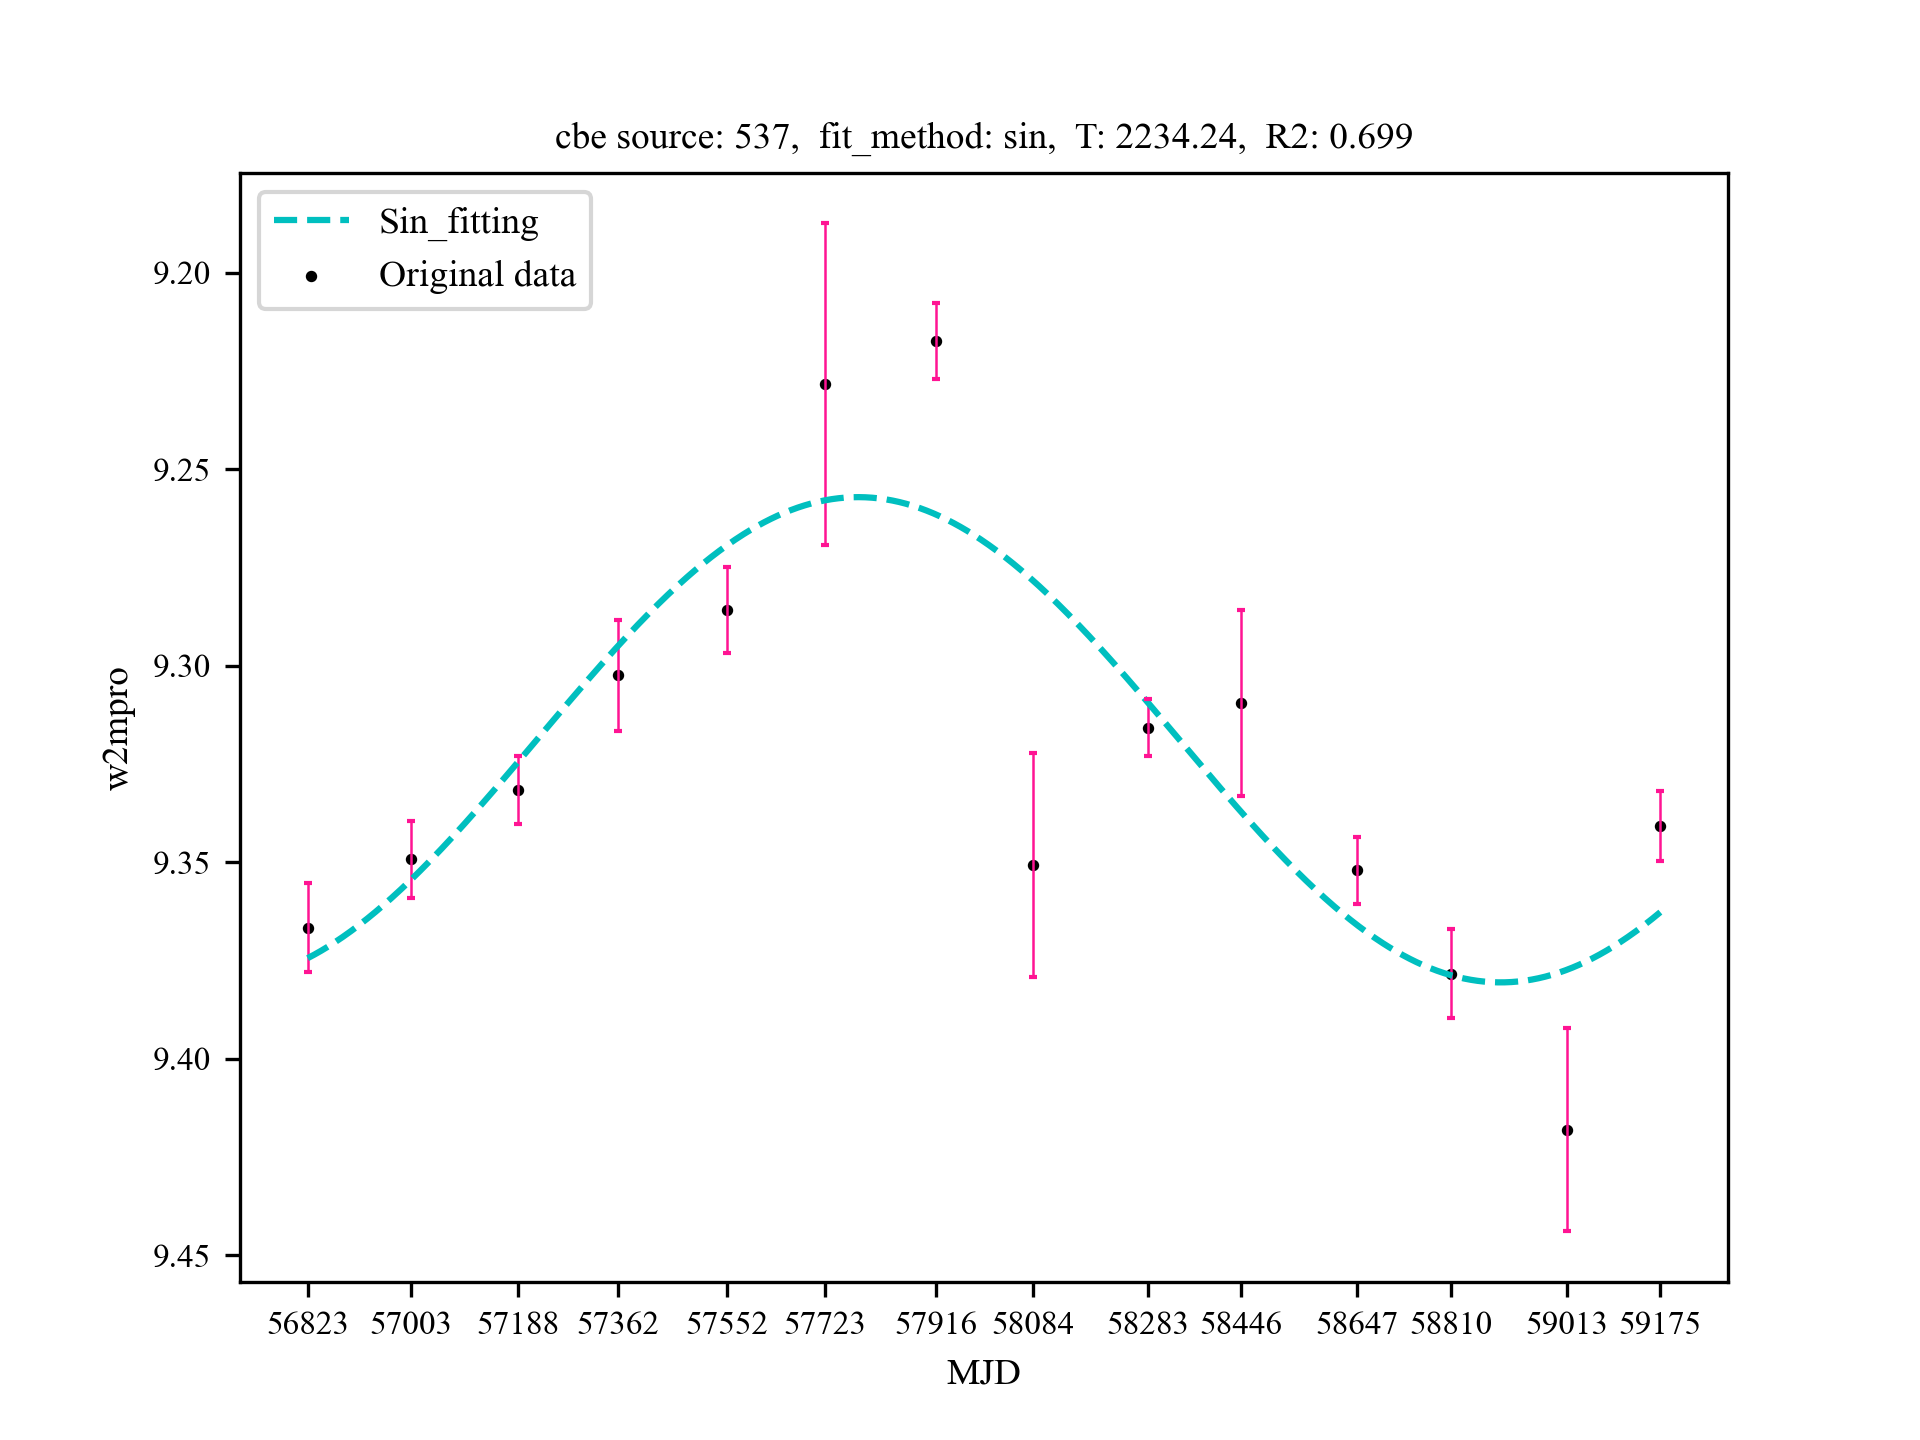 cbe source: 537,  fit_method: sin,  T: 2234.24,  R2: 0.699
Sin_fitting
Original data
9.20
9.25
9.30
9.35
9.40
9.45
w2mpro
56823 57003 57188 57362 57552 57723 57916 58084 58283 58446 58647 58810 59013 59175
MJD